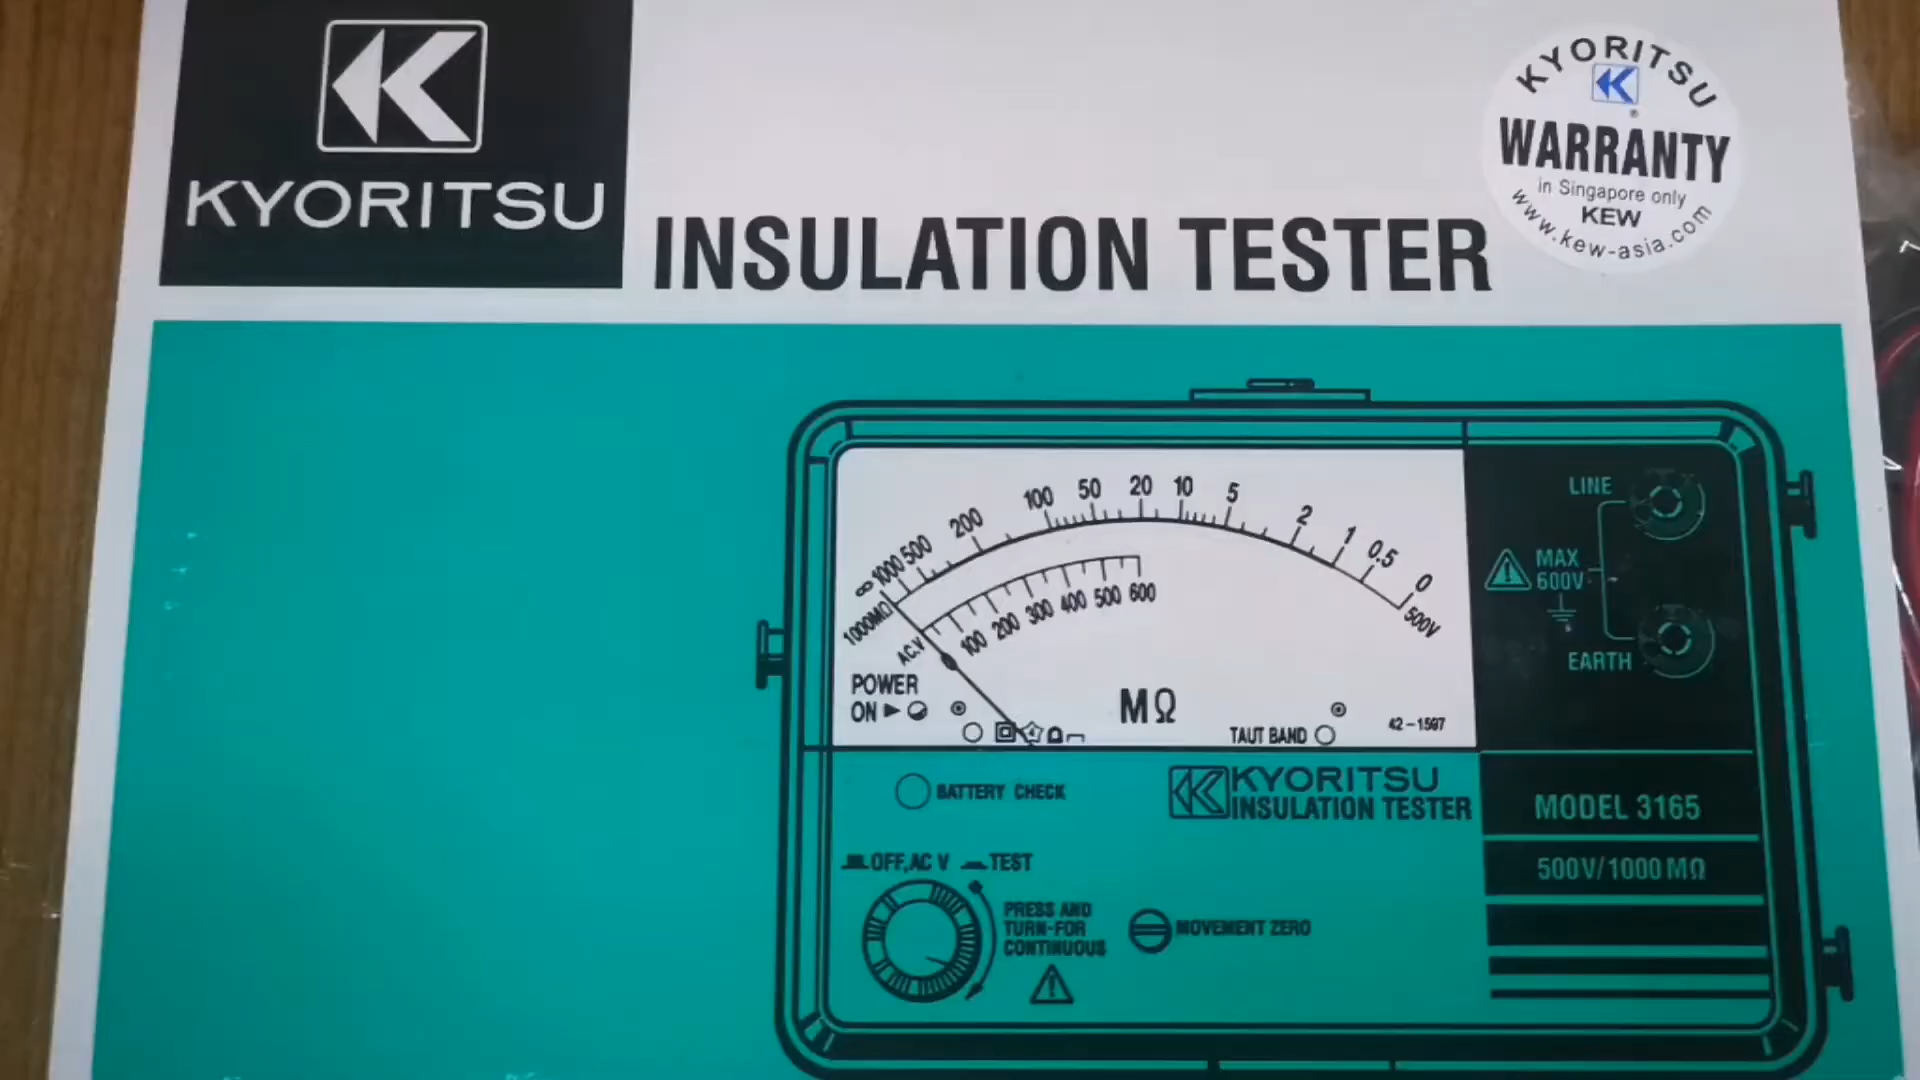 KYORITSU
INSULATION TESTER
KYORITSU
WARRANTY
in Singapore only
KEW
www.kew-asia.com
∞ 1000 500 200 100 50 20 10 5 2 1 0.5 0
1000MΩ
500V
AC.V 100 200 300 400 500 600
POWER
ON
MΩ
TAUT BAND
42-1597
LINE
MAX
600V
EARTH
BATTERY CHECK
KYORITSU
INSULATION TESTER
MODEL 3165
500V/1000MΩ
OFF,AC V TEST
PRESS AND
TURN-FOR
CONTINUOUS
MOVEMENT ZERO